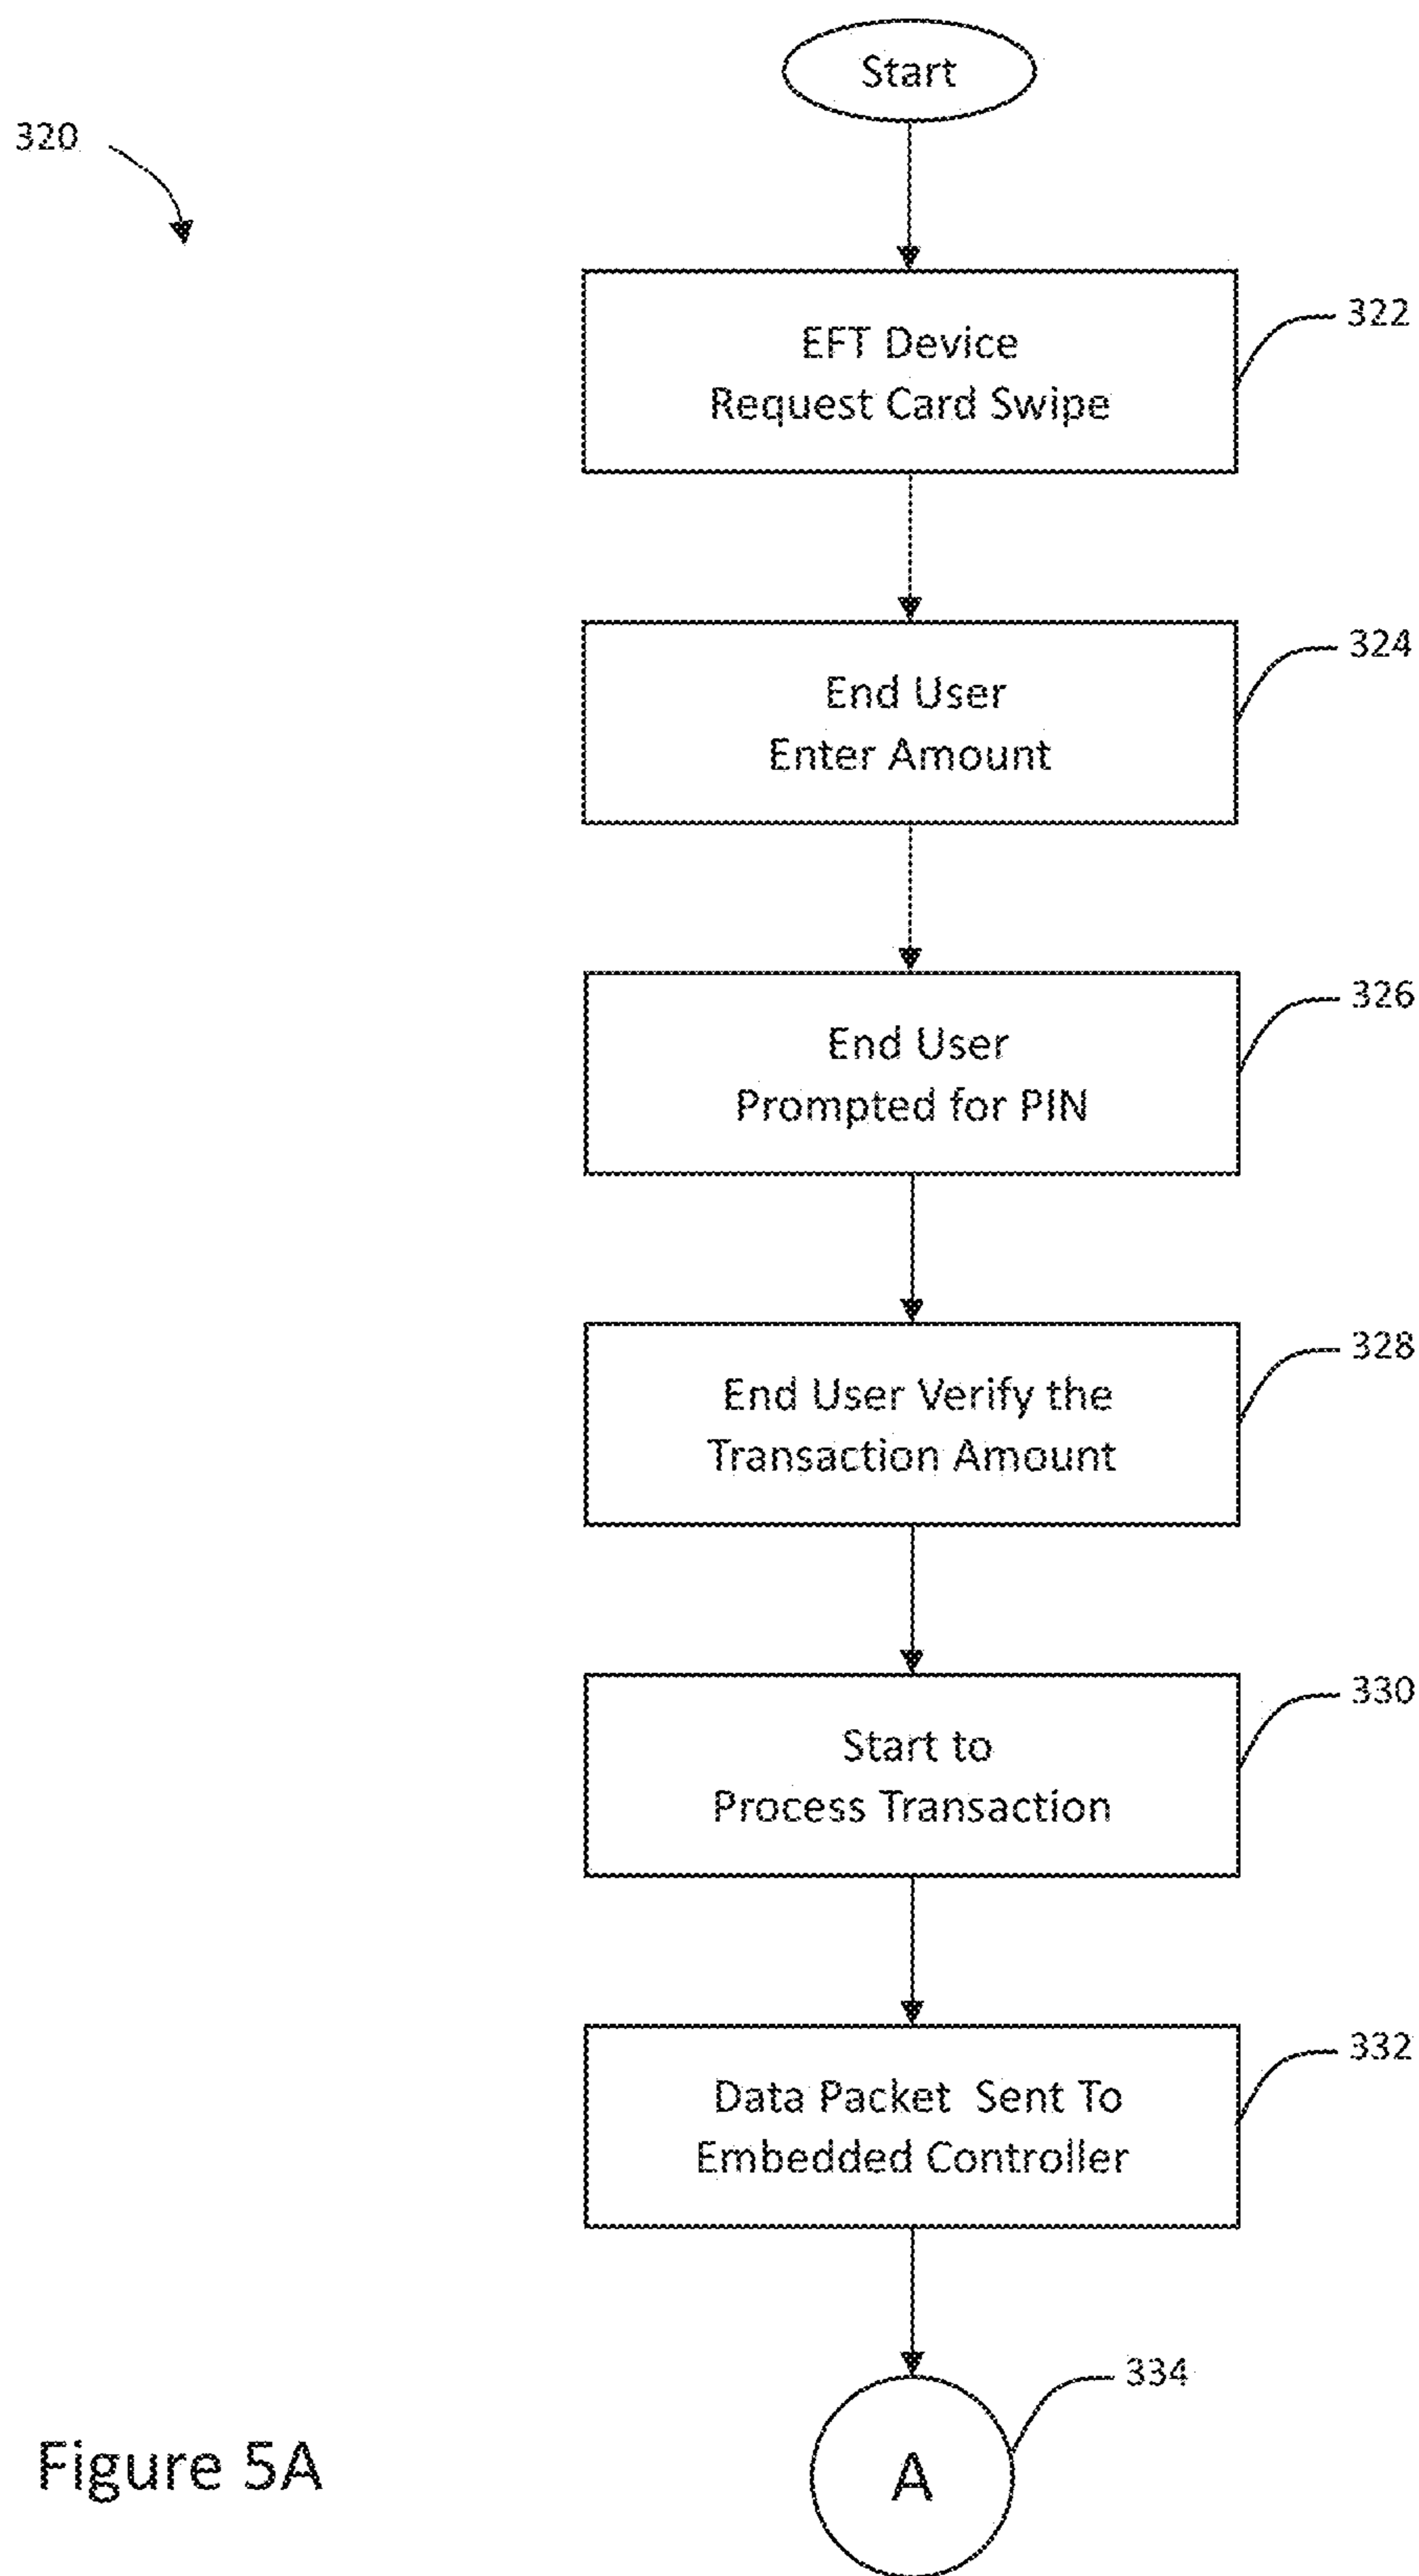 Start
320
EFT Device
Request Card Swipe
322
End User
Enter Amount
324
End User
Prompted for PIN
326
End User Verify the
Transaction Amount
328
Start to
Process Transaction
330
Data Packet Sent To
Embedded Controller
332
334
A
Figure 5A